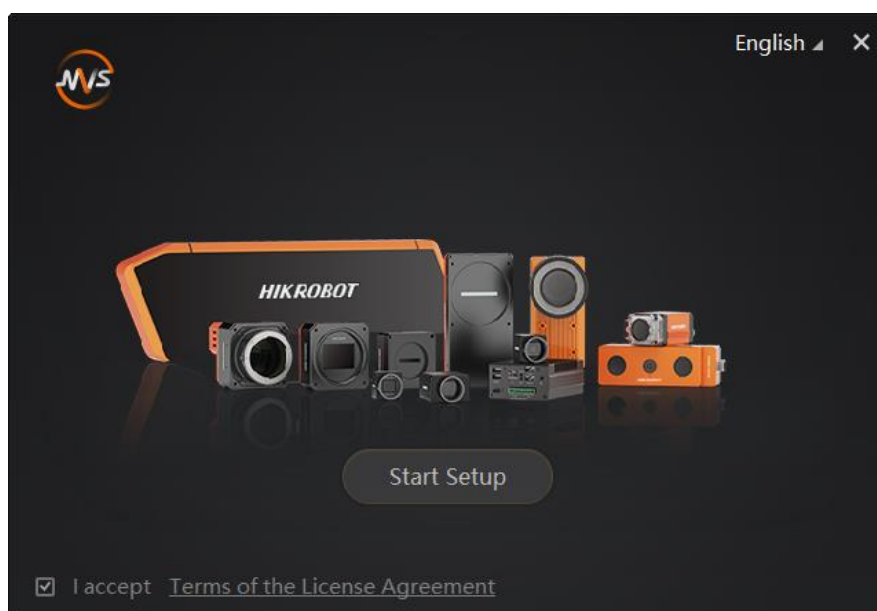 English
MVS
HIKROBOT
Start Setup
I accept Terms of the License Agreement